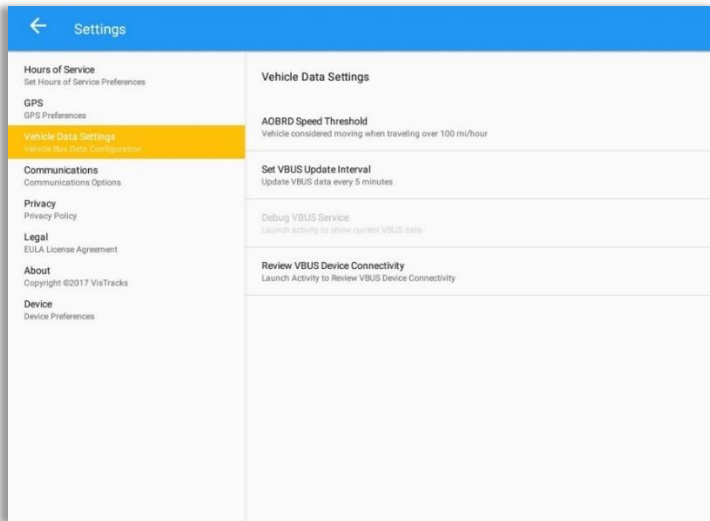 Settings
Hours of Service
Set Hours of Service Preferences
GPS
GPS Preferences
Vehicle Data Settings
Vehicle Bus Data Configuration
Communications
Communications Options
Privacy
Privacy Policy
Legal
EULA License Agreement
About
Copyright ©2017 VisTracks
Device
Device Preferences
Vehicle Data Settings
AOBRD Speed Threshold
Vehicle considered moving when traveling over 100 mi/hour
Set VBUS Update Interval
Update VBUS data every 5 minutes
Debug VBUS Service
Launch activity to show current VBUS data
Review VBUS Device Connectivity
Launch Activity to Review VBUS Device Connectivity